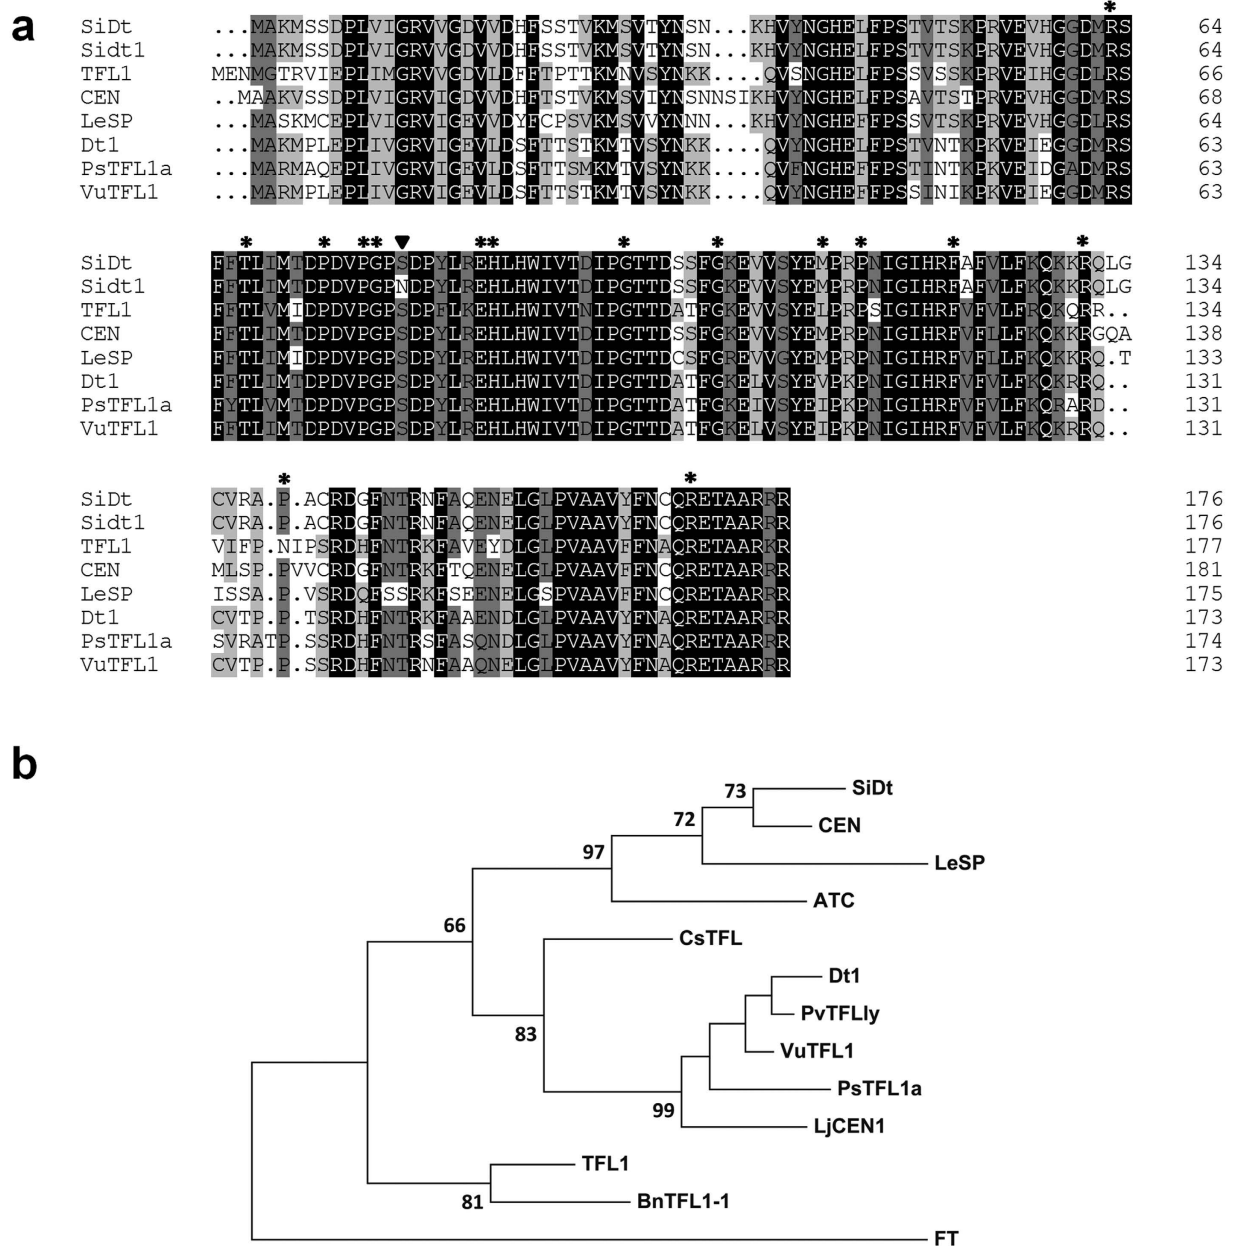 a
*
SiDt ...MAKMSSDPLVIGRVVGDVVDHFSSTVKMSVTYNSN...KHVYNGHELFPSTVTSKPRVEVHGGDMRS 64
Sidt1 ...MAKMSSDPLVIGRVVGDVVDHFSSTVKMSVTYNSN...KHVYNGHELFPSTVTSKPRVEVHGGDMRS 64
TFL1 MENMGTRVIEPLIMGRVVGDVLDFFTPTTKMNVSYNKK....QVSNGHELFPSSVSSKPRVEIHGGDLRS 66
CEN ..MAAKVSSDPLVIGRVIGDVVDHFTSTVKMSVIYNSNNSIKHVYNGHELFPSAVTSTPRVEVHGGDMRS 68
LeSP ...MASKMCEPLVIGRVIGEVVDYFCPSVKMSVVYNNN...KHVYNGHEFFPSSVTSKPRVEVHGGDLRS 64
Dt1 ...MAKMPLEPLIVGRVIGEVLDSFTTSTKMTVSYNKK....QVYNGHEFFPSTVNTKPKVEIEGGDMRS 63
PsTFL1a ...MARMAQEPLIVGRVIGEVLDSFTTSMKMTVSYNKK....QVFNGHEFFPSTINTKPKVEIDGADMRS 63
VuTFL1 ...MARMPLEPLIVGRVIGEVLDSFTTSTKMTVSYNKK....QVYNGHEFFPSSINIKPKVEIEGGDMRS 63
* * ** ▼ ** * * * * * *
SiDt FFTLIMTDPDVPGPSDPYLREHLHWIVTDIPGTTDSSFGKEVVSYEMPRPNIGIHRFAFVLFKQKKRQLG 134
Sidt1 FFTLIMTDPDVPGPNDPYLREHLHWIVTDIPGTTDSSFGKEVVSYEMPRPNIGIHRFAFVLFKQKKRQLG 134
TFL1 FFTLVMIDPDVPGPSDPFLKEHLHWIVTNIPGTTDATFGKEVVSYELPRPSIGIHRFVFVLFRQKQRR.. 134
CEN FFTLIMTDPDVPGPSDPYLREHLHWIVTDIPGTTDSSFGKEVVSYEMPRPNIGIHRFVFLLFKQKKRGQA 138
LeSP FFTLIMIDPDVPGPSDPYLREHLHWIVTDIPGTTDCSFGREVVGYEMPRPNIGIHRFVFLLFKQKKRQ.T 133
Dt1 FFTLIMTDPDVPGPSDPYLREHLHWIVTDIPGTTDATFGKELVSYEVPKPNIGIHRFVFVLFKQKRRQ.. 131
PsTFL1a FYTLVMTDPDVPGPSDPYLREHLHWIVTDIPGTTDATFGKEIVSYEIPKPNIGIHRFVFVLFKQRARD.. 131
VuTFL1 FFTLIMTDPDVPGPSDPYLREHLHWIVTDIPGTTDATFGKELVSYEIPKPNIGIHRFVFVLFKQKRRQ.. 131
* *
SiDt CVRA.P.ACRDGFNTRNFAQENELGLPVAAVYFNCQRETAARRR 176
Sidt1 CVRA.P.ACRDGFNTRNFAQENELGLPVAAVYFNCQRETAARRR 176
TFL1 VIFP.NIPSRDHFNTRKFAVEYDLGLPVAAVFFNAQRETAARKR 177
CEN MLSP.PVVCRDGFNTRKFTQENELGLPVAAVFFNCQRETAARRR 181
LeSP ISSA.P.VSRDQFSSRKFSEENELGSPVAAVFFNCQRETAARRR 175
Dt1 CVTP.P.TSRDHFNTRKFAAENDLGLPVAAVYFNAQRETAARRR 173
PsTFL1a SVRATP.SSRDHFNTRSFASQNDLGLPVAAVYFNAQRETAARRR 174
VuTFL1 CVTP.P.SSRDHFNTRNFAAQNELGLPVAAVYFNAQRETAARRR 173
b
73 SiDt
72 CEN
97 LeSP
ATC
66 CsTFL
Dt1
PvTFLly
83 VuTFL1
PsTFL1a
99 LjCEN1
TFL1
81 BnTFL1-1
FT